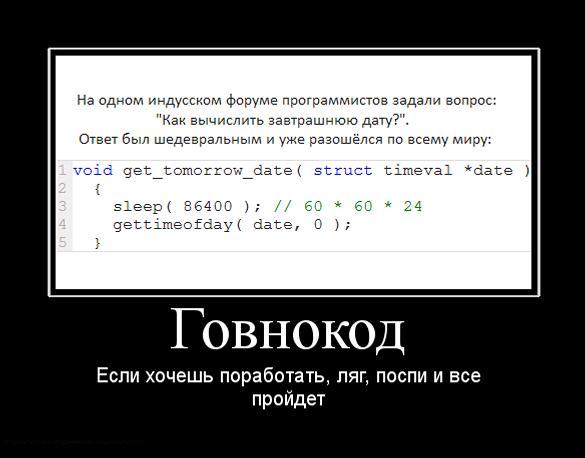 На одном индусском форуме программистов задали вопрос:
"Как вычислить завтрашнюю дату?".
Ответ был шедевральным и уже разошёлся по всему миру:
1 void get_tomorrow_date( struct timeval *date )
2 {
3 sleep( 86400 ); // 60 * 60 * 24
4 gettimeofday( date, 0 );
5 }
Говнокод
Если хочешь поработать, ляг, поспи и все
пройдет